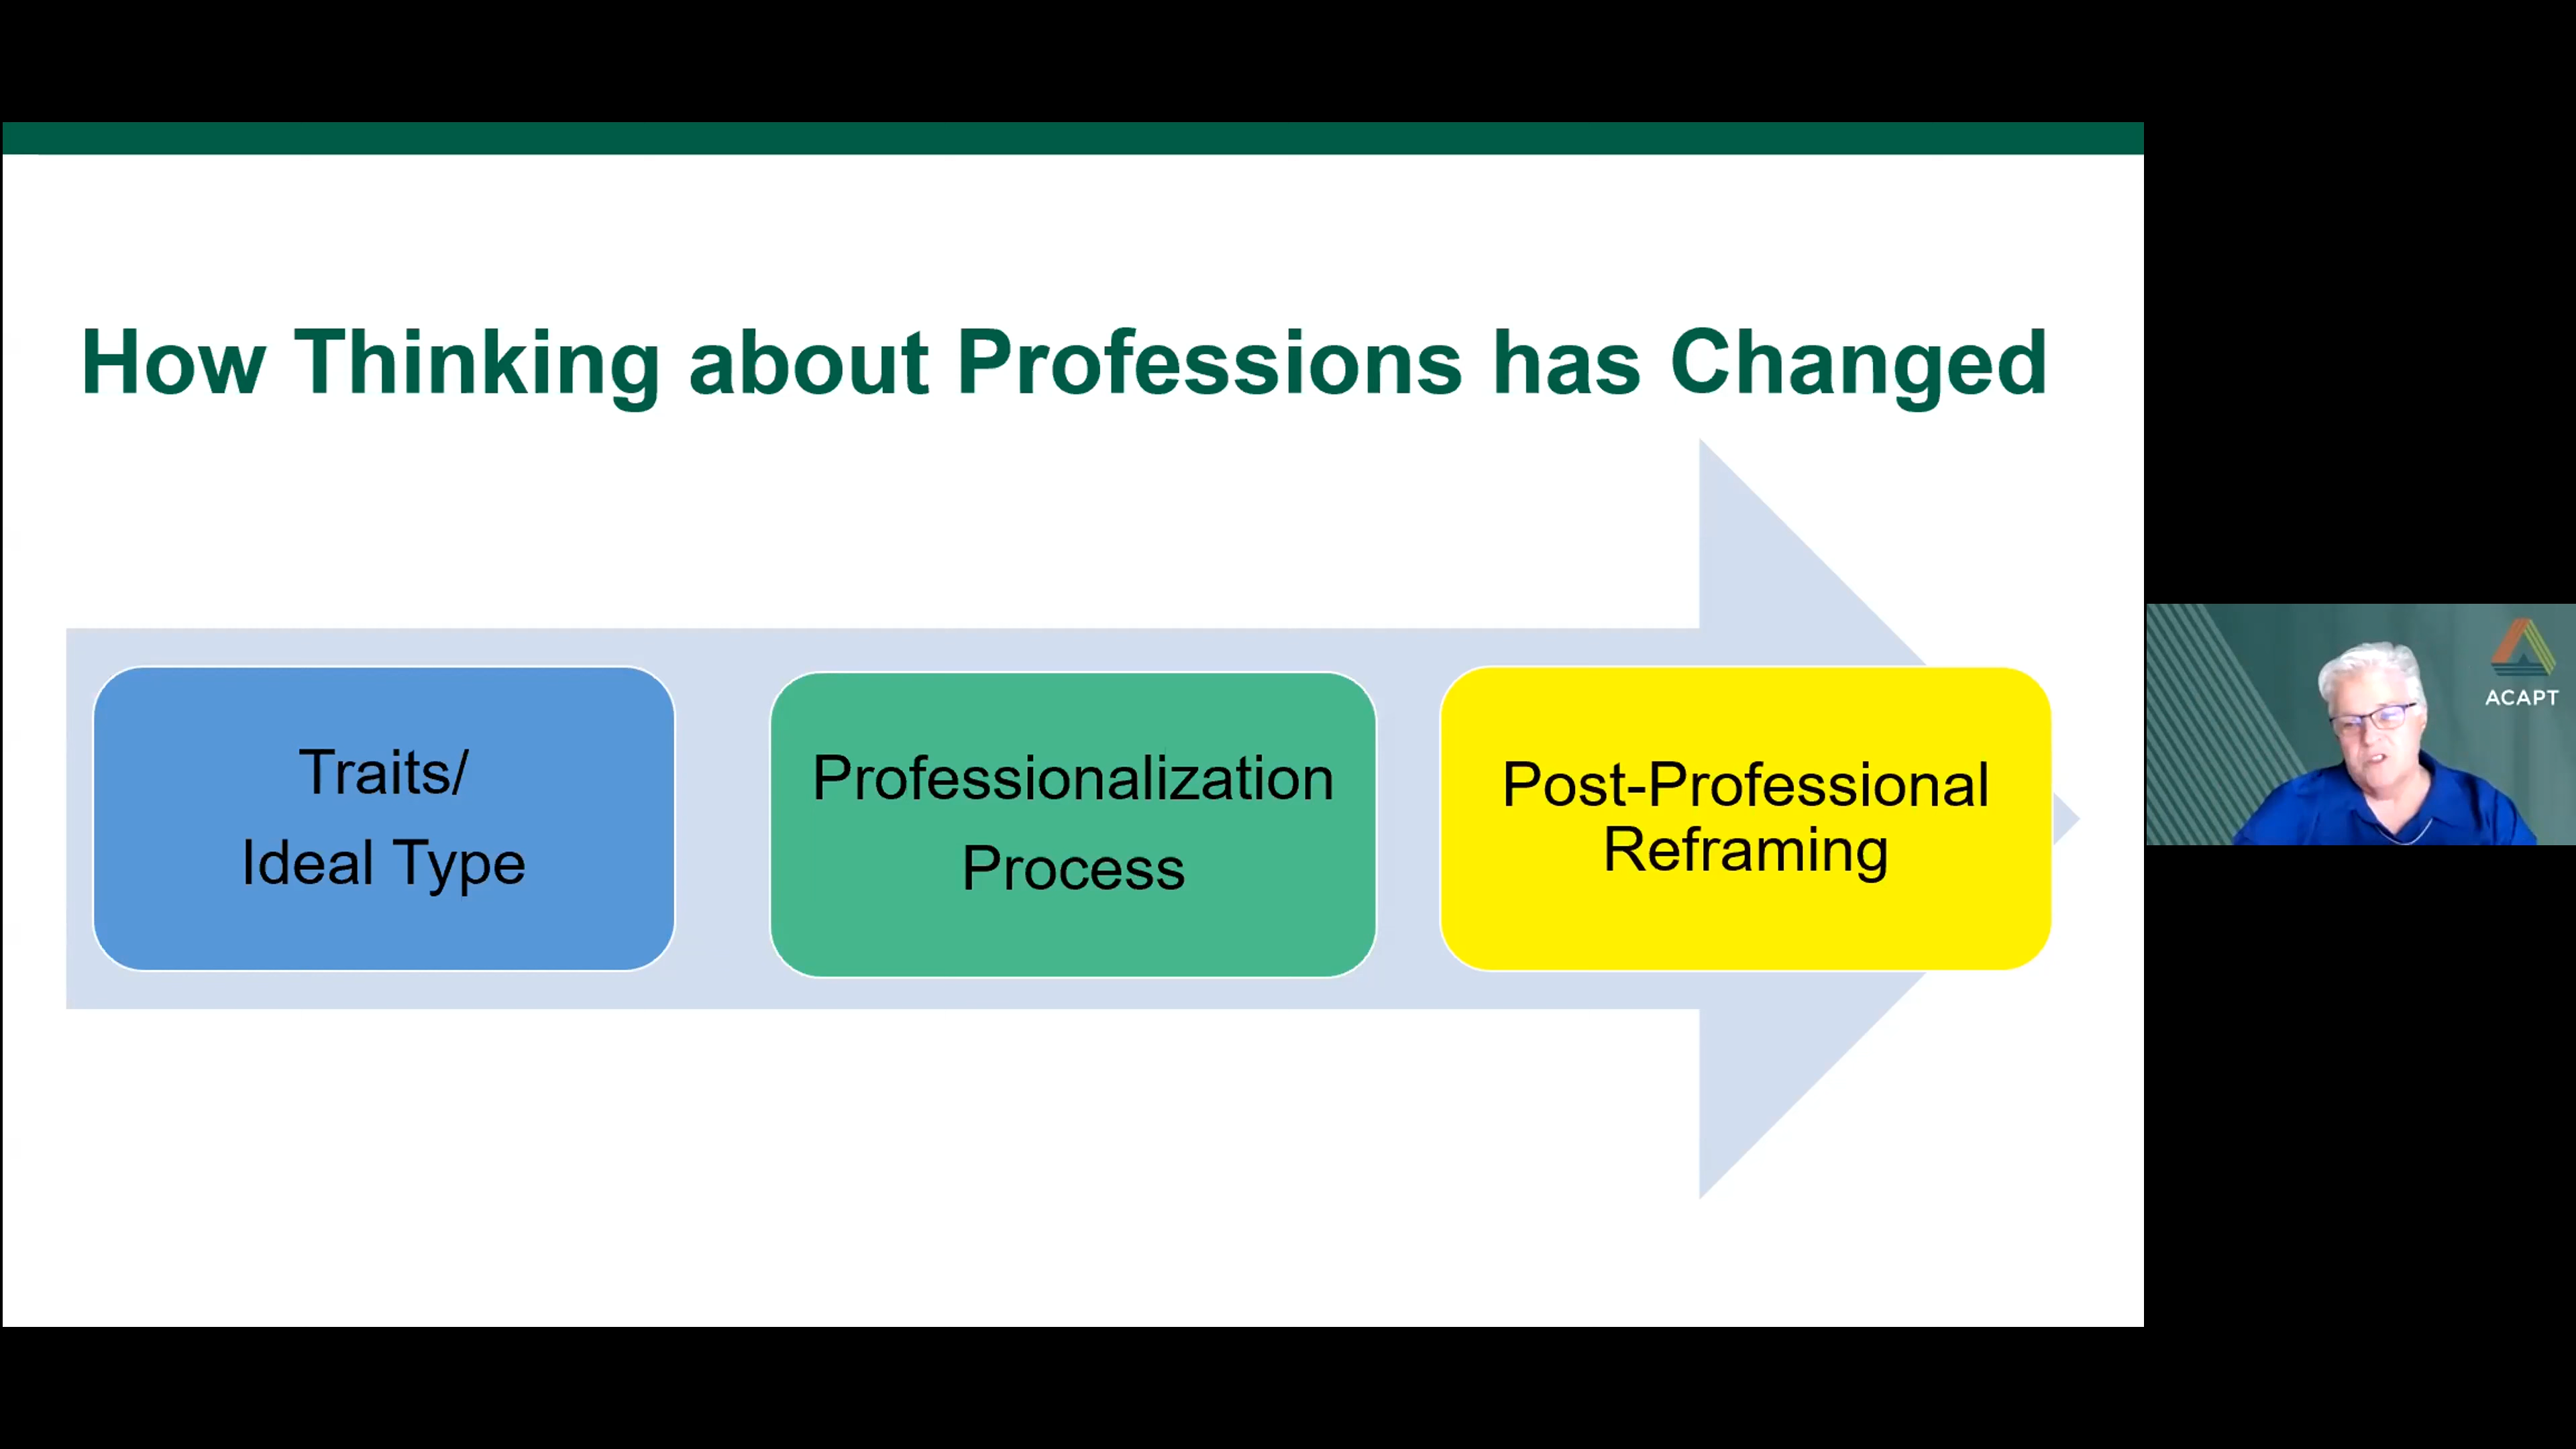 How Thinking about Professions has Changed
Traits/
Ideal Type
Professionalization
Process
Post-Professional
Reframing
ACAPT